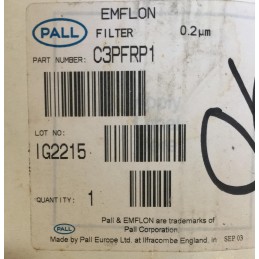 EMFLON
PALL FILTER 0.2µm
PART NUMBER: C3PFRP1
LOT NO:
IG2215
QUANTITY: 1
PALL Pall & EMFLON are trademarks of
Pall Corporation.
Made by Pall Europe Ltd. at Ilfracombe England, in SEP 03